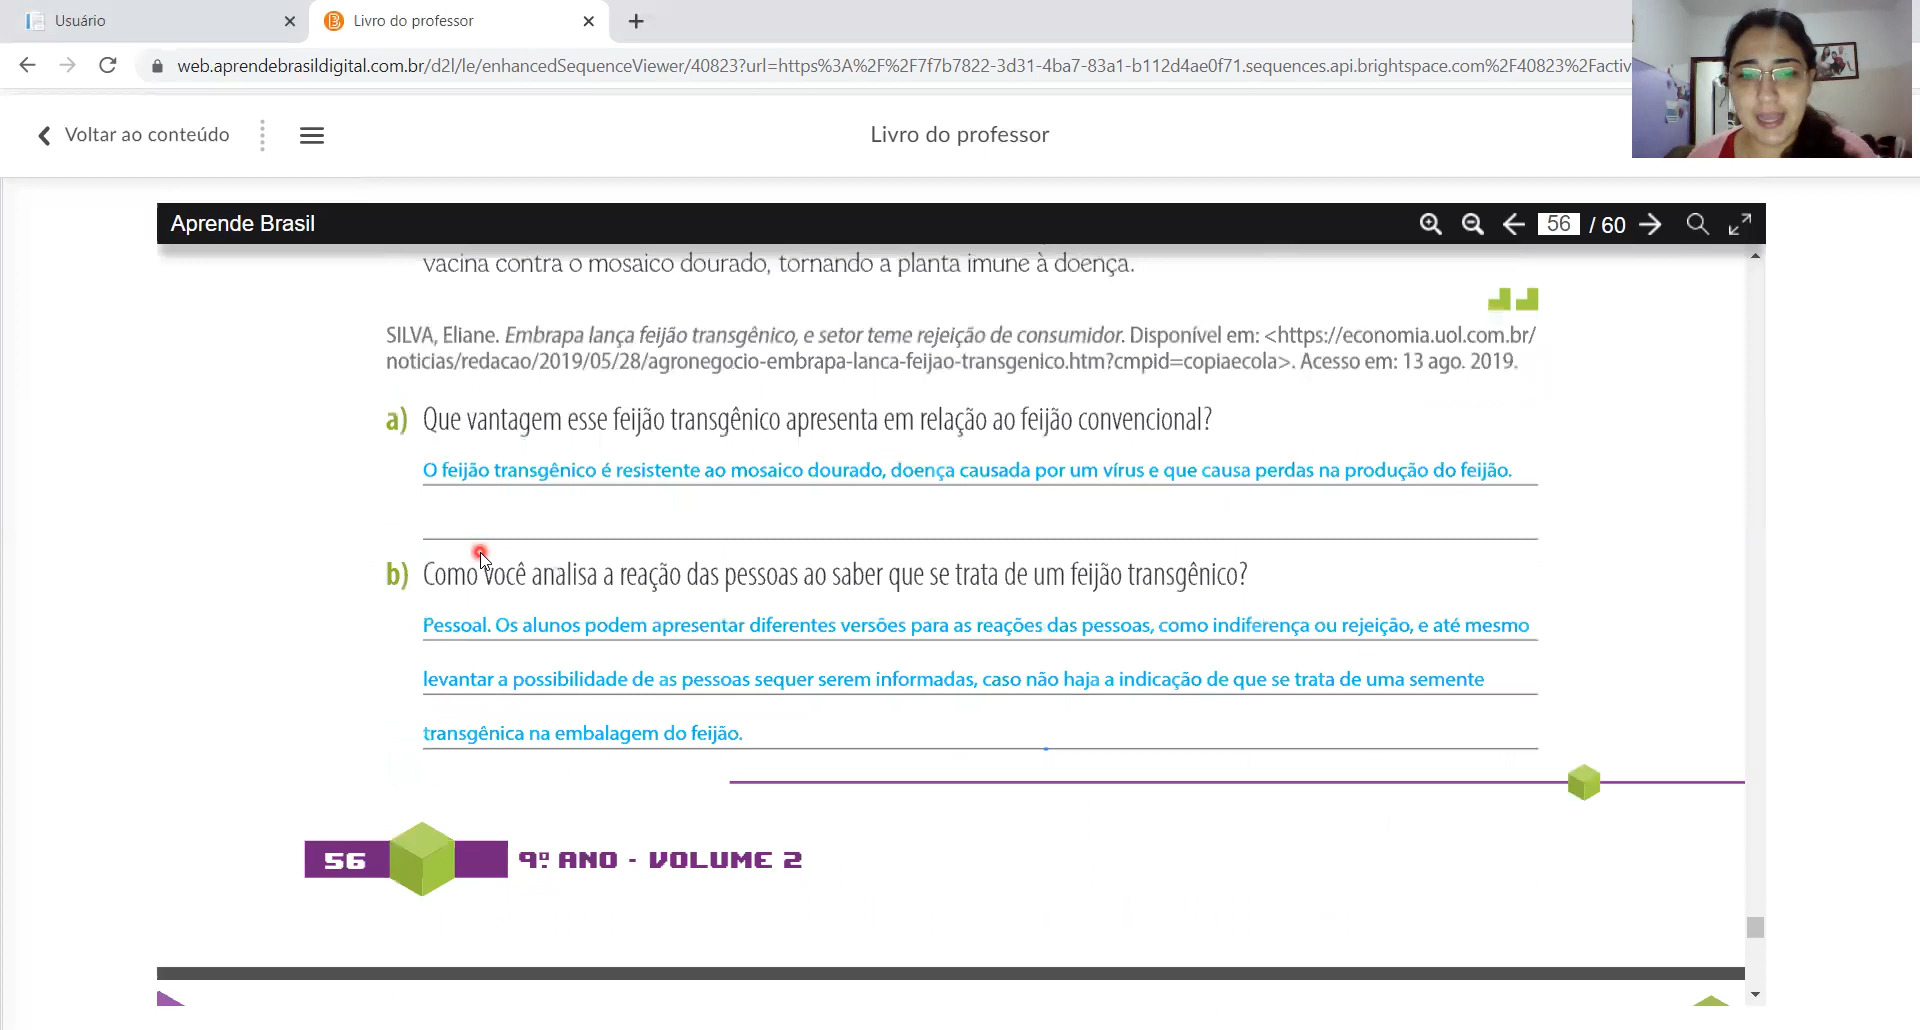 Usuário
Livro do professor
web.aprendebrasildigital.com.br/d2l/le/enhancedSequenceViewer/40823?url=https%3A%2F%2F7f7b7822-3d31-4ba7-83a1-b112d4ae0f71.sequences.api.brightspace.com%2F40823%2Factiv
Voltar ao conteúdo
Livro do professor
Aprende Brasil
56 / 60
vacina contra o mosaico dourado, tornando a planta imune à doença.
SILVA, Eliane. Embrapa lança feijão transgênico, e setor teme rejeição de consumidor. Disponível em: <https://economia.uol.com.br/
noticias/redacao/2019/05/28/agronegocio-embrapa-lanca-feijao-transgenico.htm?cmpid=copiaecola>. Acesso em: 13 ago. 2019.
a) Que vantagem esse feijão transgênico apresenta em relação ao feijão convencional?
O feijão transgênico é resistente ao mosaico dourado, doença causada por um vírus e que causa perdas na produção do feijão.
b) Como você analisa a reação das pessoas ao saber que se trata de um feijão transgênico?
Pessoal. Os alunos podem apresentar diferentes versões para as reações das pessoas, como indiferença ou rejeição, e até mesmo
levantar a possibilidade de as pessoas sequer serem informadas, caso não haja a indicação de que se trata de uma semente
transgênica na embalagem do feijão.
56 9º. ANO - VOLUME 2